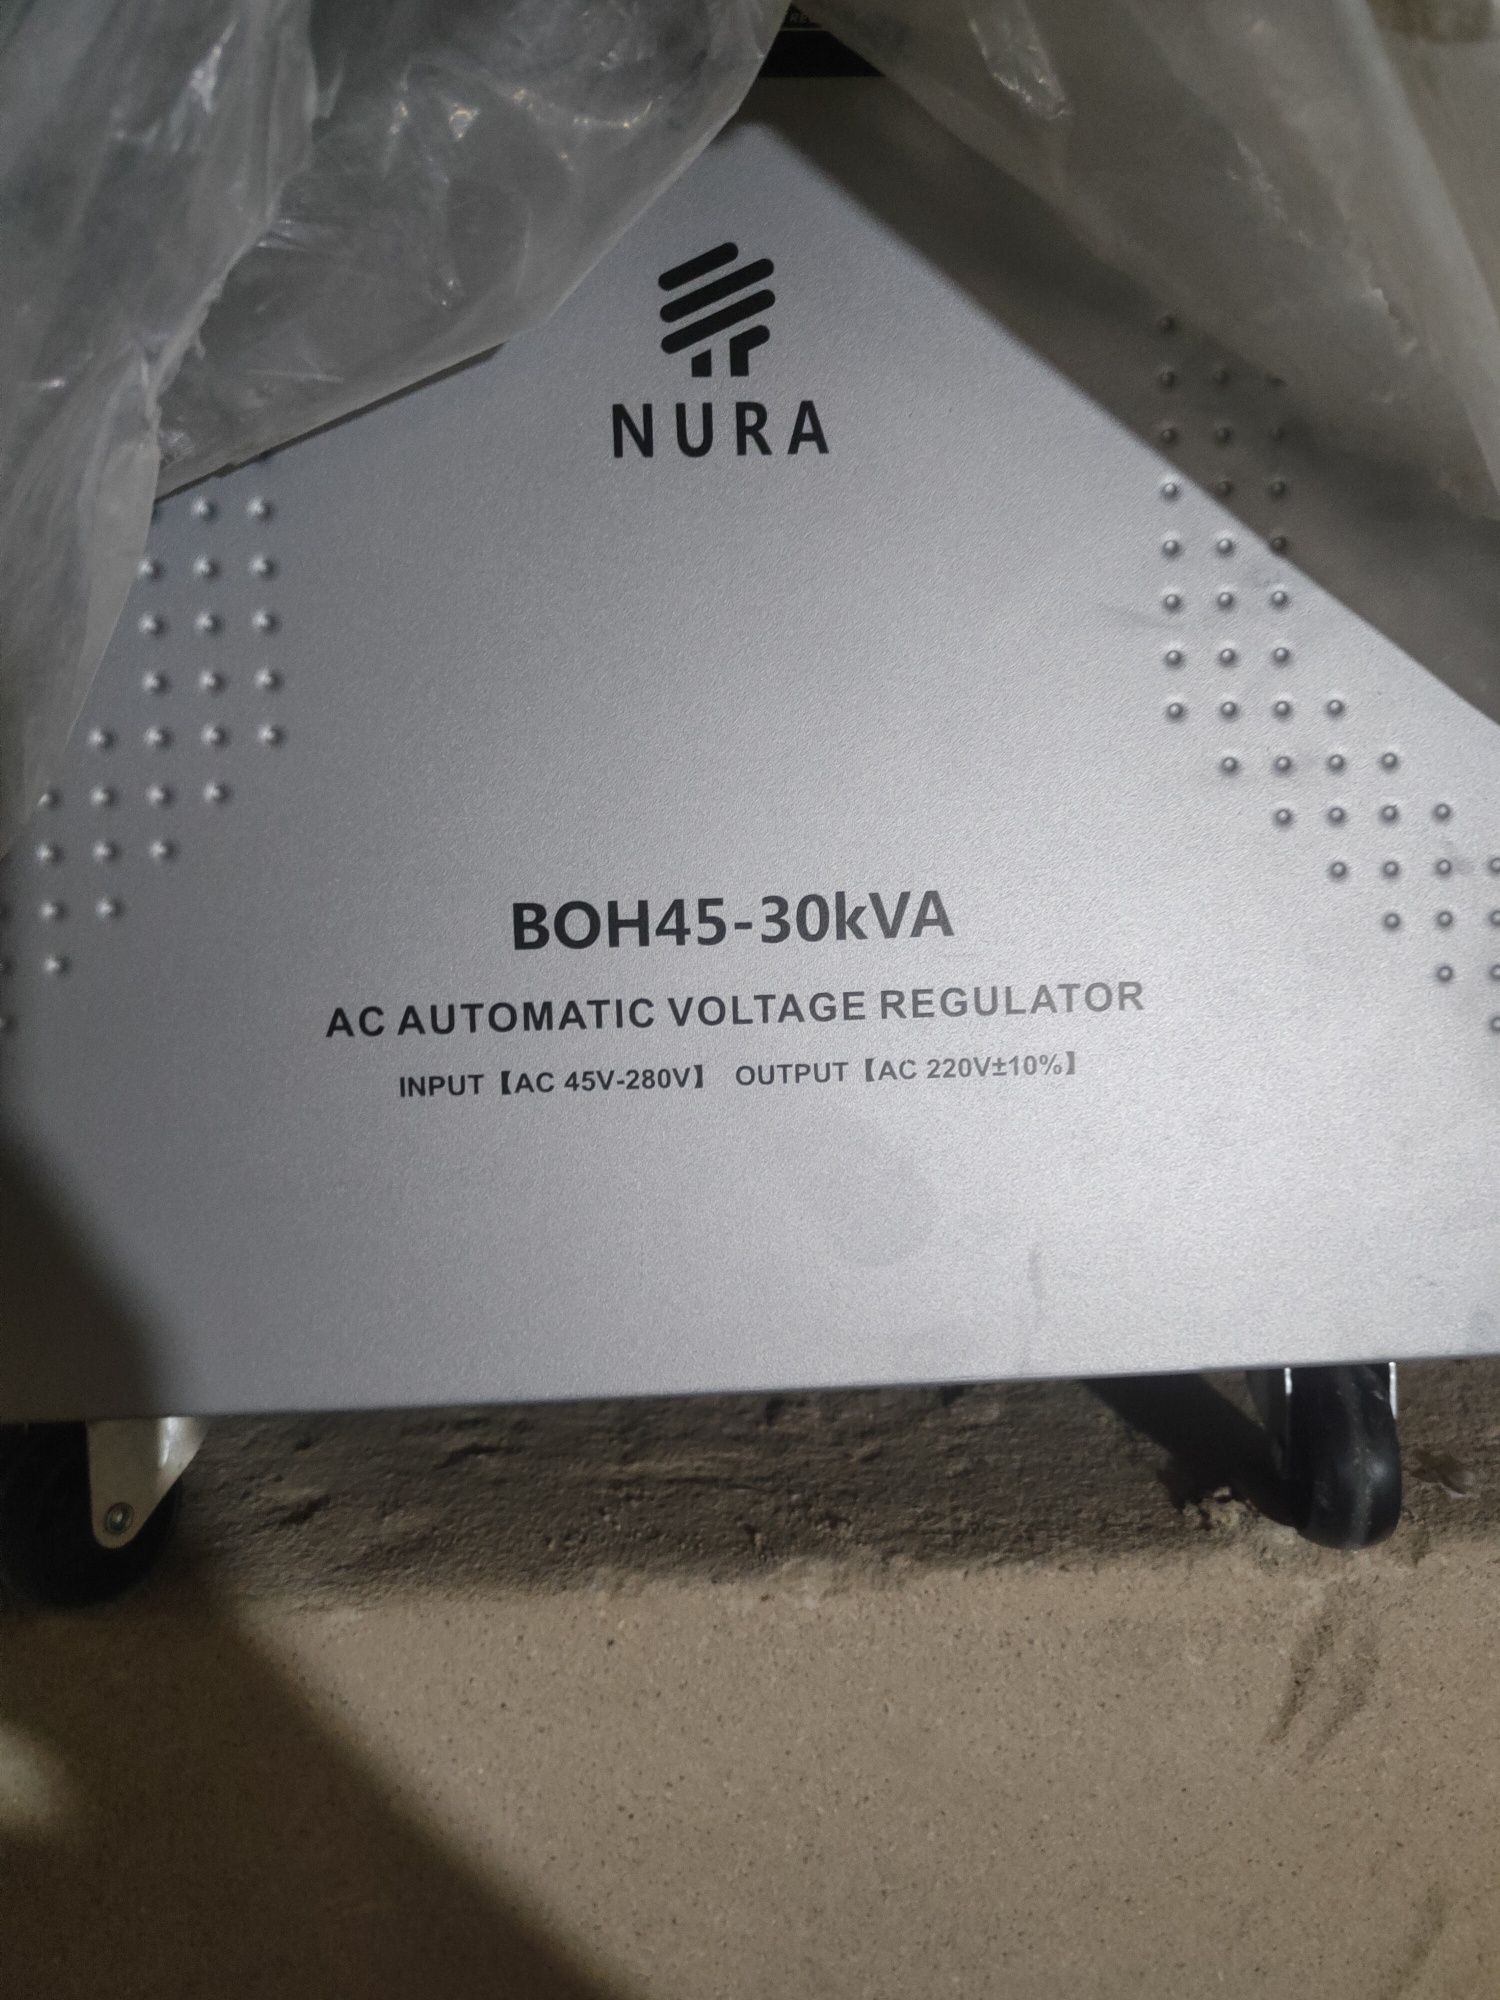 NURA
BOH45-30kVA
AC AUTOMATIC VOLTAGE REGULATOR
INPUT【AC 45V-280V】 OUTPUT【AC 220V±10%】